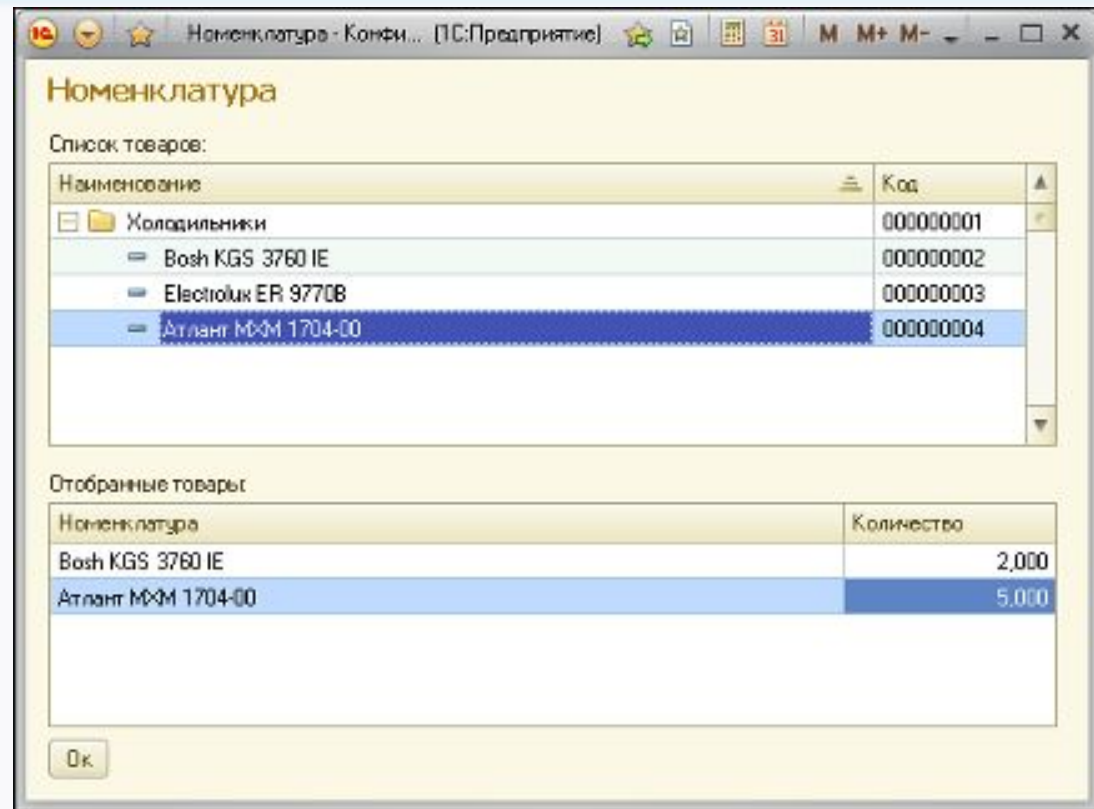 1С Номенклатура - Конфи... (1С:Предприятие) 31 M M+ M-
Номенклатура
Список товаров:
Наименование Код
Холодильники 000000001
Bosh KGS 3760 IE 000000002
Electrolux ER 9770B 000000003
Атлант МХМ 1704-00 000000004
Отобранные товары:
Номенклатура Количество
Bosh KGS 3760 IE 2,000
Атлант МХМ 1704-00 5,000
Ок